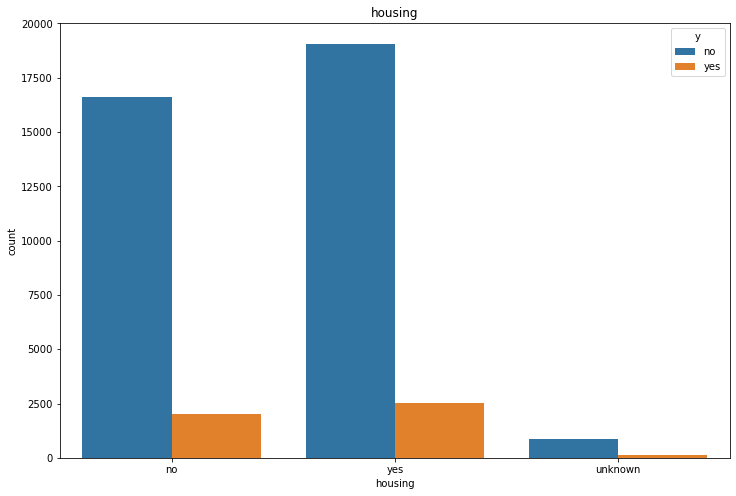 housing
20000
17500
15000
12500
10000
7500
5000
2500
0
count
y
no
yes
no yes unknown
housing